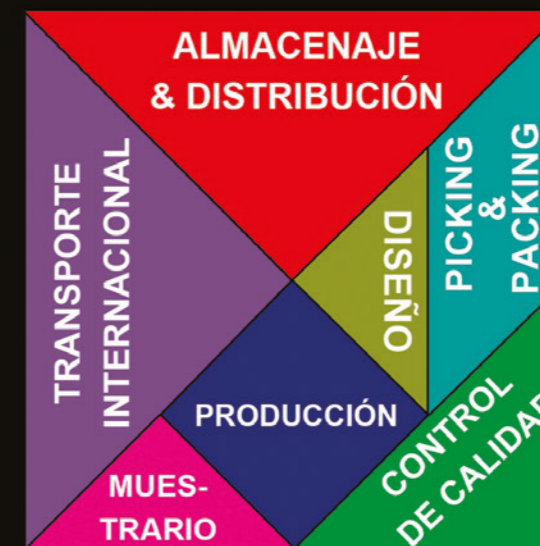 ALMACENAJE
& DISTRIBUCIÓN
TRANSPORTE
INTERNACIONAL
DISEÑO
PICKING
&
PACKING
PRODUCCIÓN
CONTROL
DE CALIDAD
MUES-
TRARIO